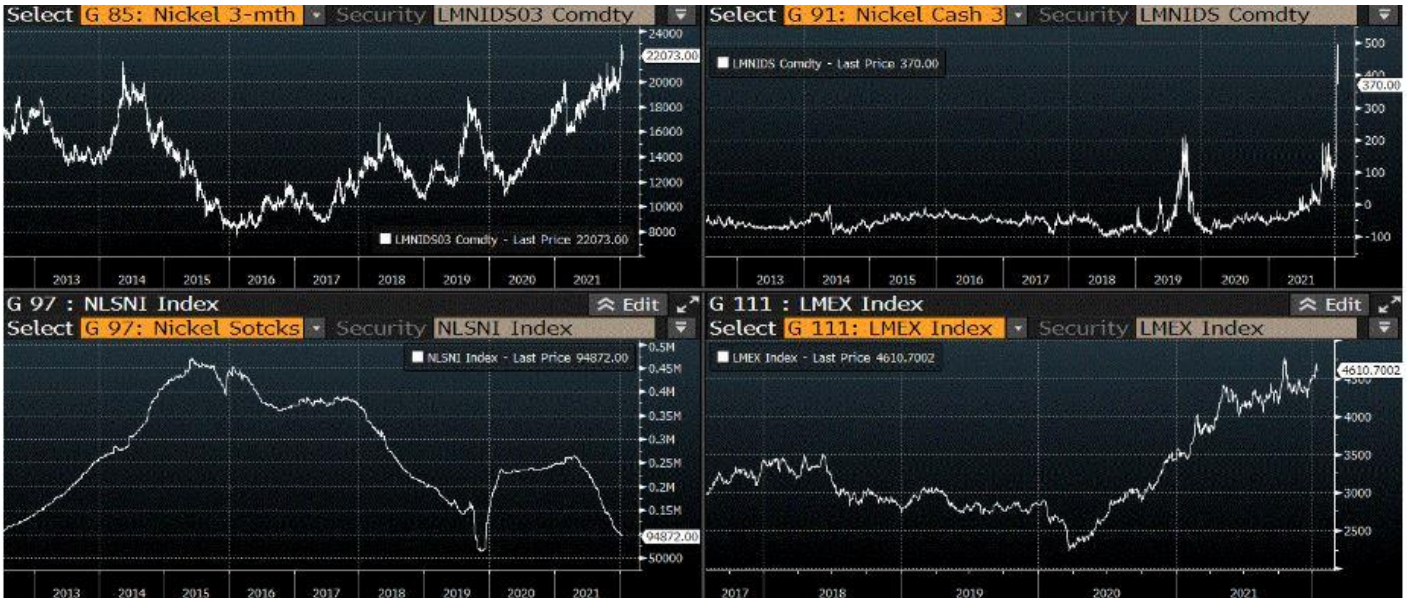 Select G 85: Nickel 3-mth Security LMNIDS03 Comdty
24000
22073.00
20000
18000
16000
14000
12000
10000
8000
LMNIDS03 Comdty - Last Price 22073.00
2013 2014 2015 2016 2017 2018 2019 2020 2021
Select G 91: Nickel Cash 3 Security LMNIDS Comdty
LMNIDS Comdty - Last Price 370.00
500
400
370.00
300
200
100
0
-100
2013 2014 2015 2016 2017 2018 2019 2020 2021
G 97 : NLSNI Index Edit
Select G 97: Nickel Sotcks Security NLSNI Index
NLSNI Index - Last Price 94872.00
0.5M
0.45M
0.4M
0.35M
0.3M
0.25M
0.2M
0.15M
94872.00
50000
2013 2014 2015 2016 2017 2018 2019 2020 2021
G 111 : LMEX Index Edit
Select G 111: LMEX Index Security LMEX Index
LMEX Index - Last Price 4610.7002
4610.7002
4500
4000
3500
3000
2500
2017 2018 2019 2020 2021